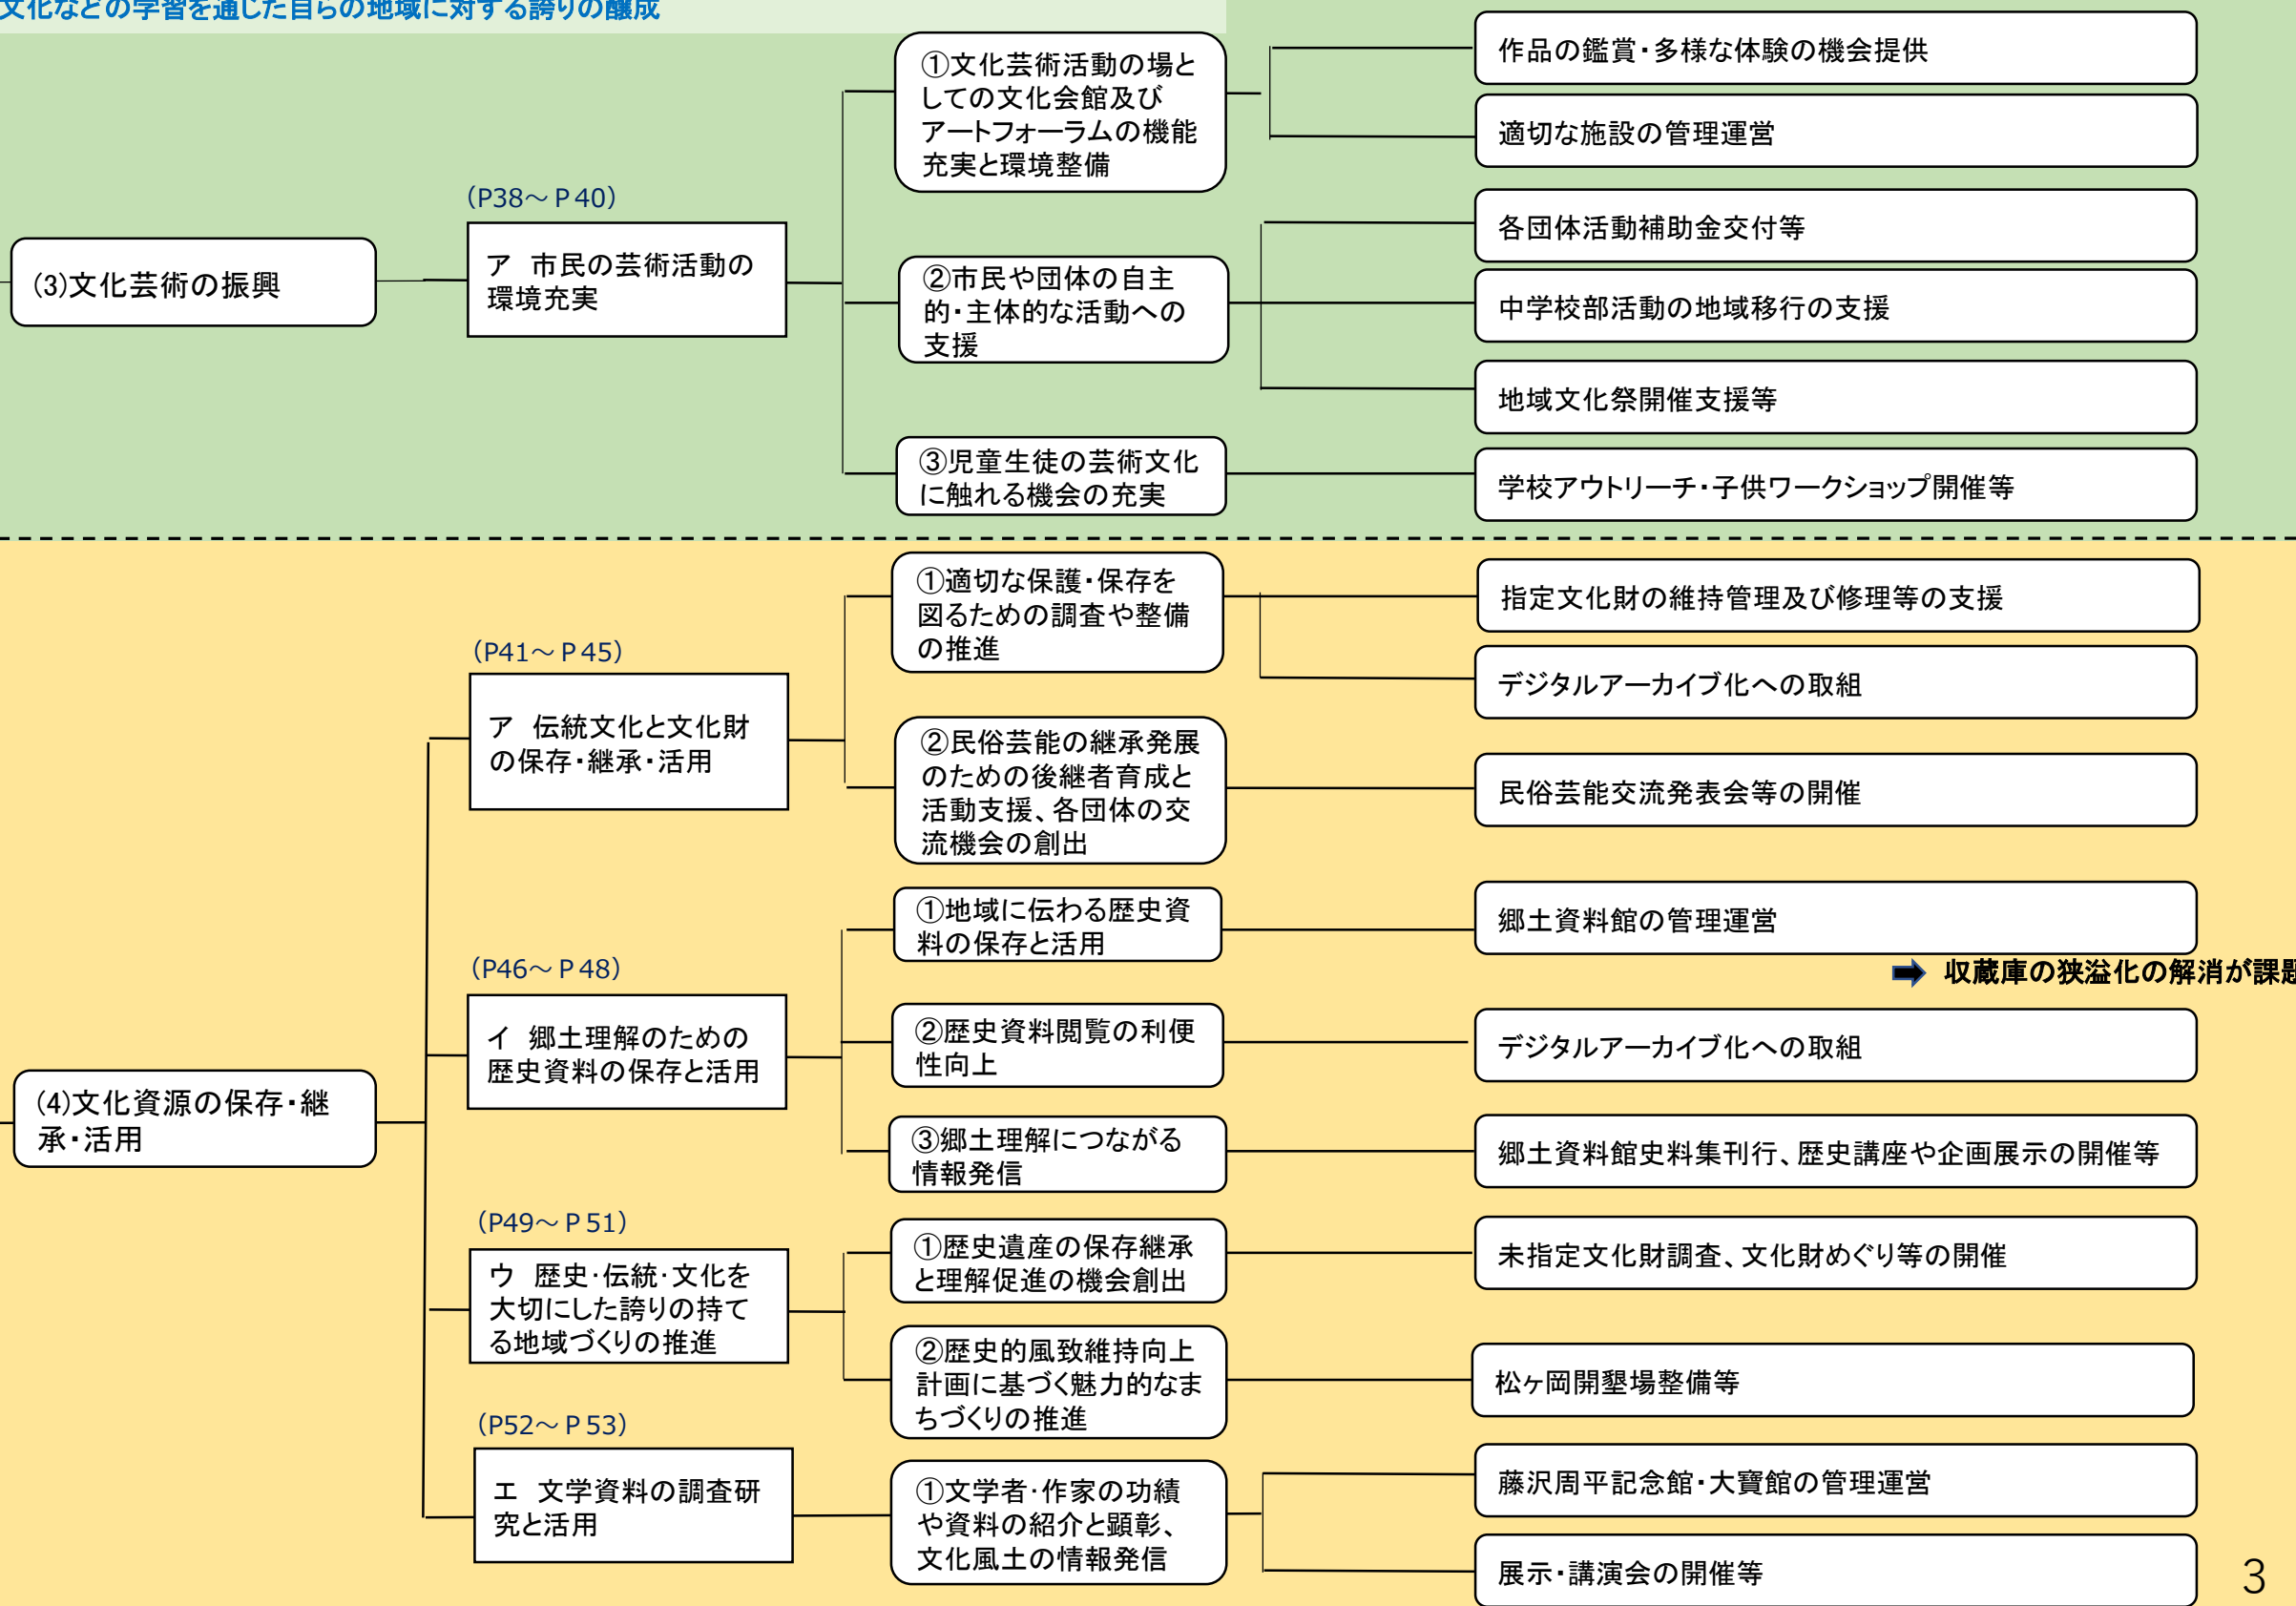 文化などの学習を通じた自らの地域に対する誇りの醸成
(3)文化芸術の振興
(P38～Ｐ40)
ア　市民の芸術活動の
環境充実
①文化芸術活動の場と
しての文化会館及び
アートフォーラムの機能
充実と環境整備
作品の鑑賞・多様な体験の機会提供
適切な施設の管理運営
②市民や団体の自主
的・主体的な活動への
支援
各団体活動補助金交付等
中学校部活動の地域移行の支援
地域文化祭開催支援等
③児童生徒の芸術文化
に触れる機会の充実
学校アウトリーチ・子供ワークショップ開催等
(4)文化資源の保存・継
承・活用
(P41～Ｐ45)
ア　伝統文化と文化財
の保存・継承・活用
①適切な保護・保存を
図るための調査や整備
の推進
指定文化財の維持管理及び修理等の支援
デジタルアーカイブ化への取組
②民俗芸能の継承発展
のための後継者育成と
活動支援、各団体の交
流機会の創出
民俗芸能交流発表会等の開催
(P46～Ｐ48)
イ　郷土理解のための
歴史資料の保存と活用
①地域に伝わる歴史資
料の保存と活用
郷土資料館の管理運営
➡ 収蔵庫の狭溢化の解消が課題
②歴史資料閲覧の利便
性向上
デジタルアーカイブ化への取組
③郷土理解につながる
情報発信
郷土資料館史料集刊行、歴史講座や企画展示の開催等
(P49～Ｐ51)
ウ　歴史・伝統・文化を
大切にした誇りの持て
る地域づくりの推進
①歴史遺産の保存継承
と理解促進の機会創出
未指定文化財調査、文化財めぐり等の開催
②歴史的風致維持向上
計画に基づく魅力的なま
ちづくりの推進
松ヶ岡開墾場整備等
(P52～Ｐ53)
エ　文学資料の調査研
究と活用
①文学者・作家の功績
や資料の紹介と顕彰、
文化風土の情報発信
藤沢周平記念館・大寶館の管理運営
展示・講演会の開催等
3